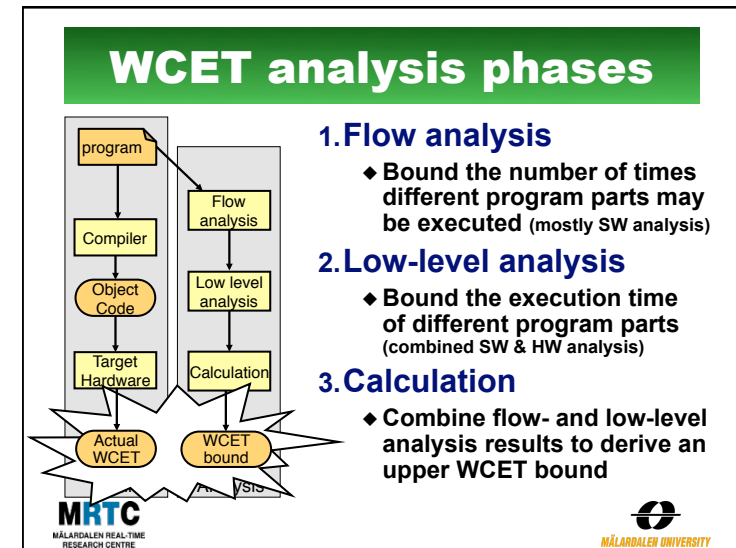 WCET analysis phases
program
Compiler
Object
Code
Target
Hardware
Actual
WCET
Flow
analysis
Low level
analysis
Calculation
WCET
bound
1.Flow analysis
◆ Bound the number of times
different program parts may
be executed (mostly SW analysis)
2.Low-level analysis
◆ Bound the execution time
of different program parts
(combined SW & HW analysis)
3.Calculation
◆ Combine flow- and low-level
analysis results to derive an
upper WCET bound
MRTC
MÄLARDALEN REAL-TIME
RESEARCH CENTRE
MÄLARDALEN UNIVERSITY